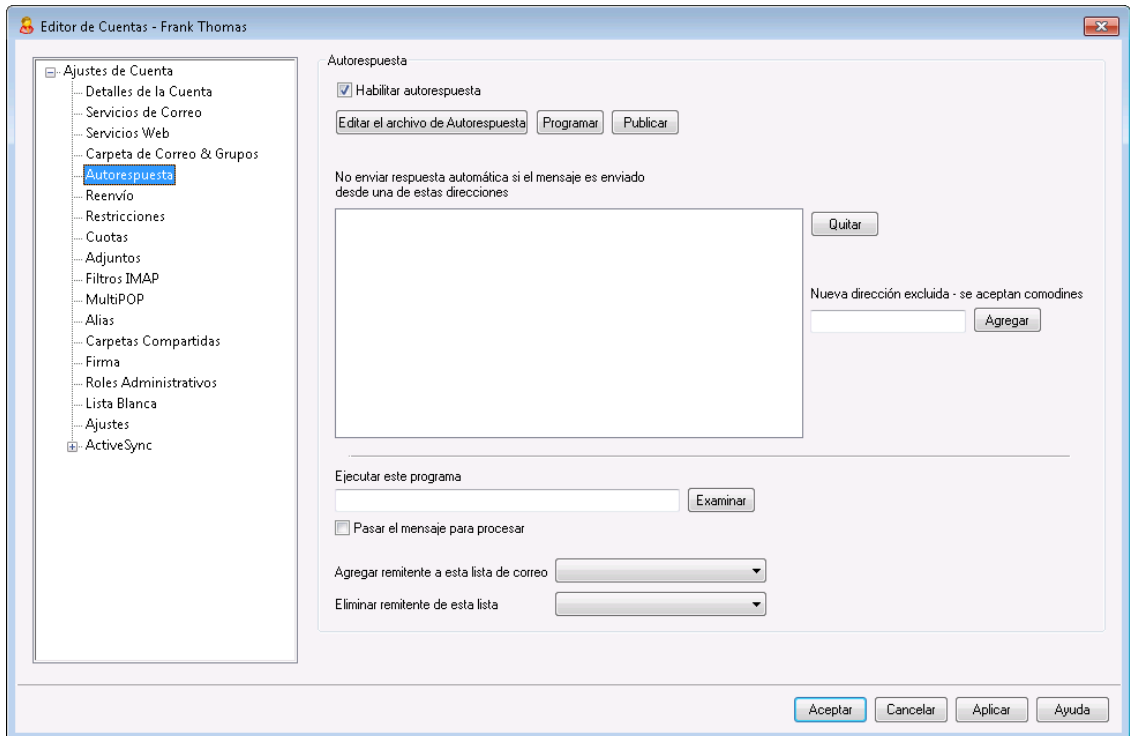 Editor de Cuentas - Frank Thomas
Ajustes de Cuenta
Detalles de la Cuenta
Servicios de Correo
Servicios Web
Carpeta de Correo & Grupos
Autorespuesta
Reenvío
Restricciones
Cuotas
Adjuntos
Filtros IMAP
MultiPOP
Alias
Carpetas Compartidas
Firma
Roles Administrativos
Lista Blanca
Ajustes
ActiveSync
Autorespuesta
Habilitar autorespuesta
Editar el archivo de Autorespuesta Programar Publicar
No enviar respuesta automática si el mensaje es enviado
desde una de estas direcciones
Quitar
Nueva dirección excluida - se aceptan comodines
Agregar
Ejecutar este programa
Examinar
Pasar el mensaje para procesar
Agregar remitente a esta lista de correo
Eliminar remitente de esta lista
Aceptar Cancelar Aplicar Ayuda